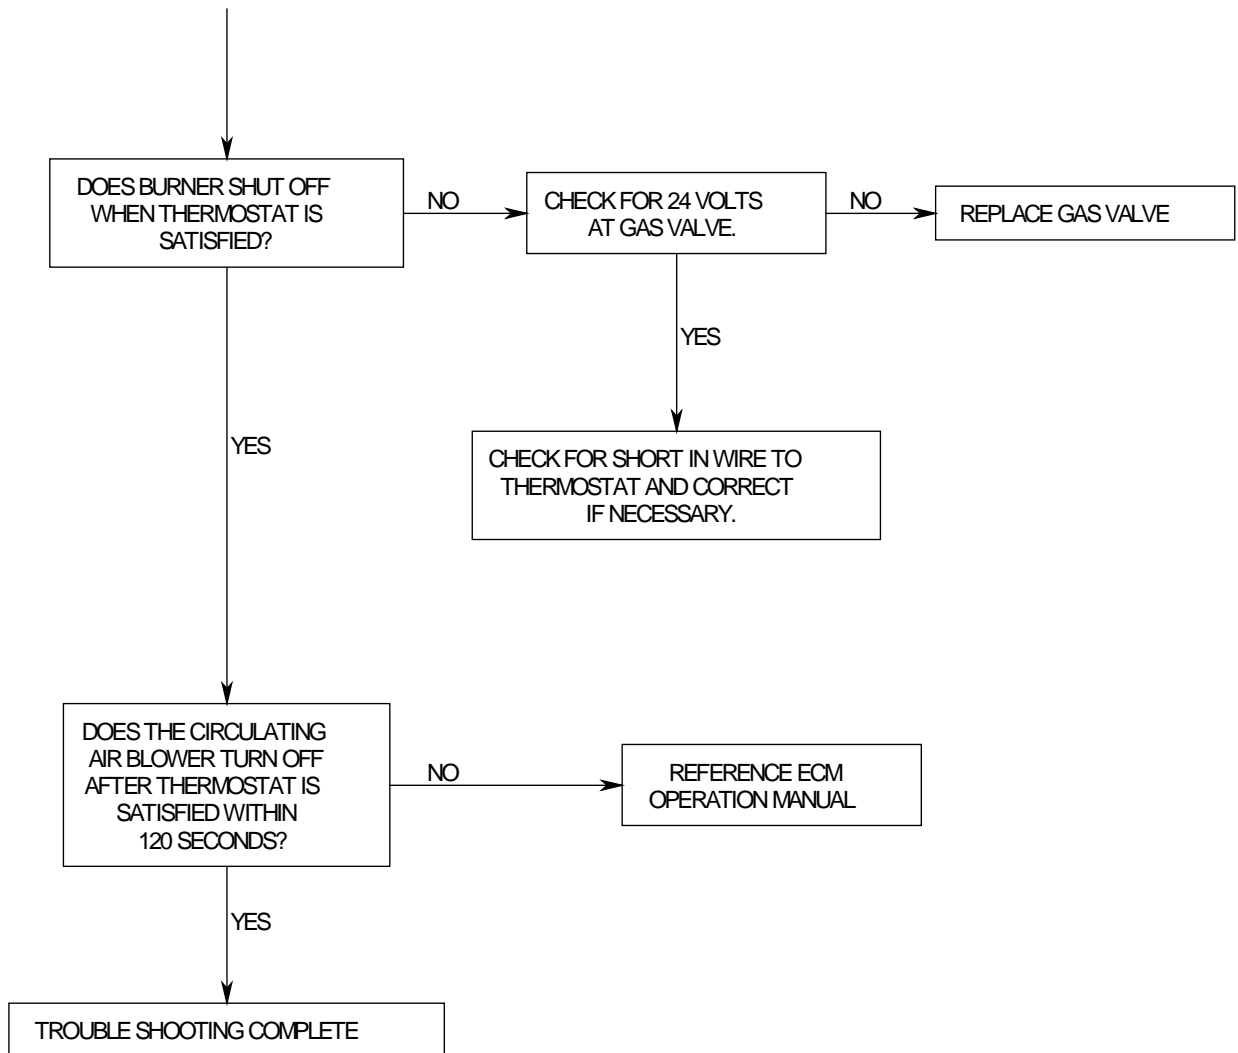 DOES BURNER SHUT OFF
WHEN THERMOSTAT IS
SATISFIED?
NO
CHECK FOR 24 VOLTS
AT GAS VALVE.
NO
REPLACE GAS VALVE
YES
YES
CHECK FOR SHORT IN WIRE TO
THERMOSTAT AND CORRECT
IF NECESSARY.
DOES THE CIRCULATING
AIR BLOWER TURN OFF
AFTER THERMOSTAT IS
SATISFIED WITHIN
120 SECONDS?
NO
REFERENCE ECM
OPERATION MANUAL
YES
TROUBLE SHOOTING COMPLETE